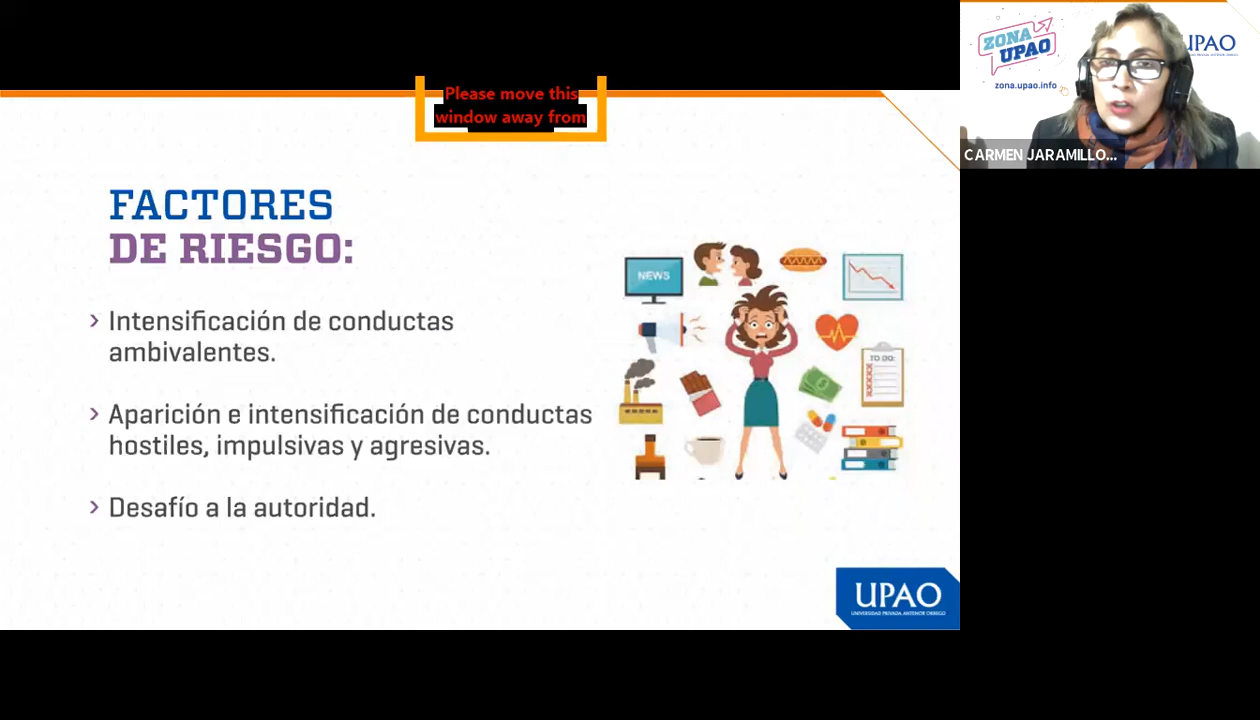 Please move this
window away from
FACTORES
DE RIESGO:
Intensificación de conductas
ambivalentes.
Aparición e intensificación de conductas
hostiles, impulsivas y agresivas.
Desafío a la autoridad.
NEWS
TO DO:
UPAO
UNIVERSIDAD PRIVADA ANTENOR ORREGO
ZONA
UPAO
zona.upao.info
UPAO
CARMEN JARAMILLO...